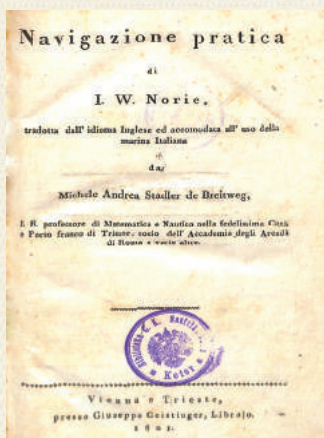 Navigazione pratica
di
I. W. Norie,
tradotta dall' idioma Inglese ed accomodata all' uso della
marina Italiana
da
Michele Andrea Stadler de Breitweg,
I. R. professore di Matematica e Nautica nella fedelissima Città
e Porto franco di Trieste, socio dell' Accademia degli Arcadi
di Roma e varie altre.
Kotor
Vienna e Trieste,
presso Giuseppe Geistinger, Librajo.